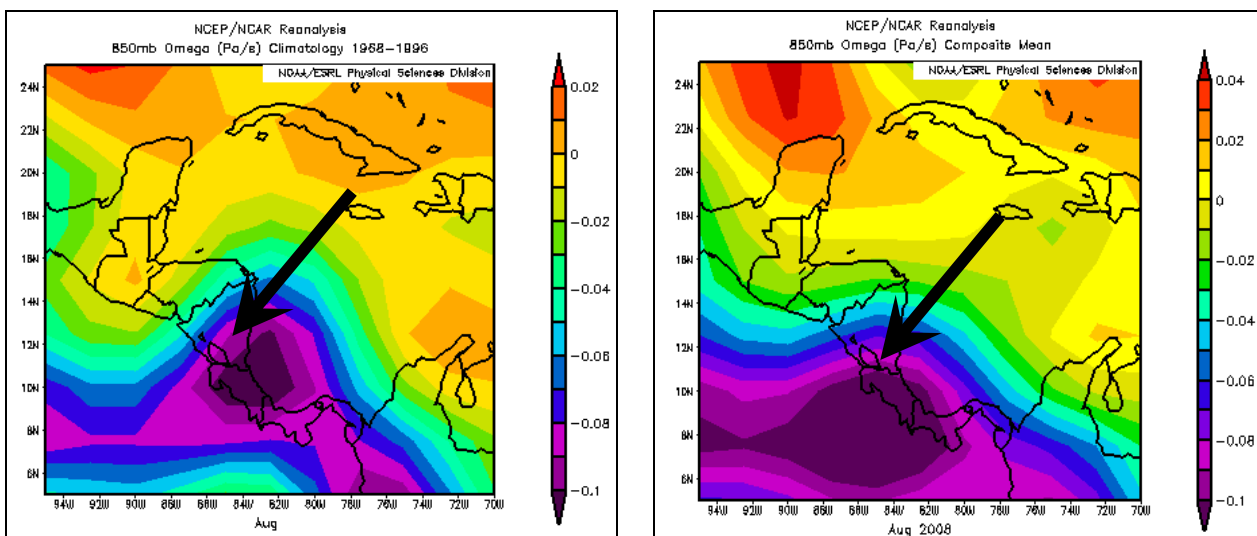 NCEP/NCAR Reanalysis
850mb Omega (Pa/s) Climatology 1968-1996
NOAA/ESRL Physical Sciences Division
24N
22N
20N
18N
16N
14N
12N
10N
8N
6N
94W 92W 90W 88W 86W 84W 82W 80W 78W 76W 74W 72W 70W
Aug
0.02
0
-0.02
-0.04
-0.06
-0.08
-0.1
NCEP/NCAR Reanalysis
850mb Omega (Pa/s) Composite Mean
NOAA/ESRL Physical Sciences Division
24N
22N
20N
18N
16N
14N
12N
10N
8N
6N
94W 92W 90W 88W 86W 84W 82W 80W 78W 76W 74W 72W 70W
Aug 2008
0.04
0.02
0
-0.02
-0.04
-0.06
-0.08
-0.1